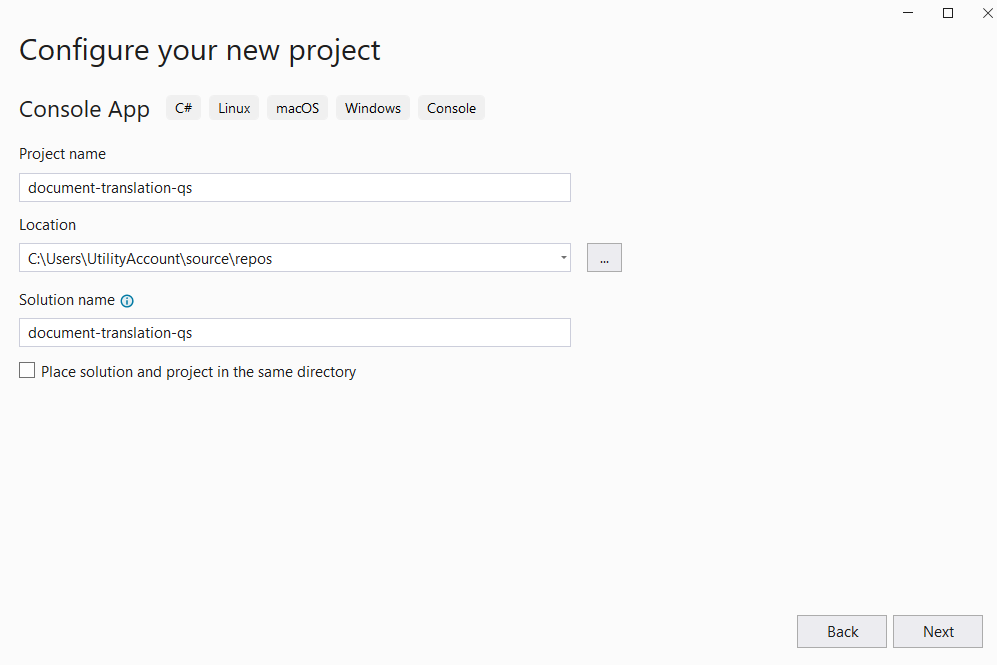 Configure your new project
Console App C# Linux macOS Windows Console
Project name
document-translation-qs
Location
C:\Users\UtilityAccount\source\repos
...
Solution name
document-translation-qs
Place solution and project in the same directory
Back Next